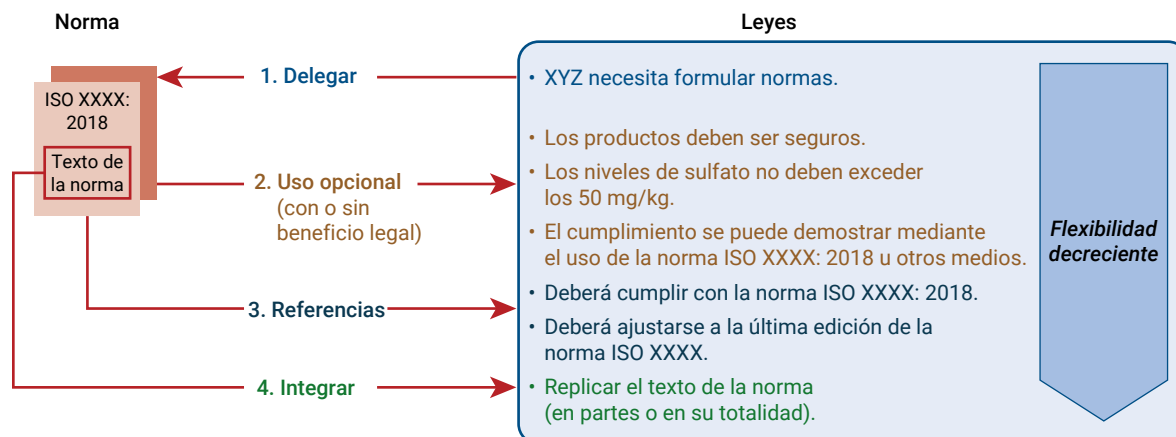 Norma
Leyes
ISO XXXX:
2018
Texto de
la norma
1. Delegar
2. Uso opcional
(con o sin
beneficio legal)
3. Referencias
4. Integrar
• XYZ necesita formular normas.
• Los productos deben ser seguros.
• Los niveles de sulfato no deben exceder
los 50 mg/kg.
• El cumplimiento se puede demostrar mediante
el uso de la norma ISO XXXX: 2018 u otros medios.
• Deberá cumplir con la norma ISO XXXX: 2018.
• Deberá ajustarse a la última edición de la
norma ISO XXXX.
• Replicar el texto de la norma
(en partes o en su totalidad).
Flexibilidad
decreciente